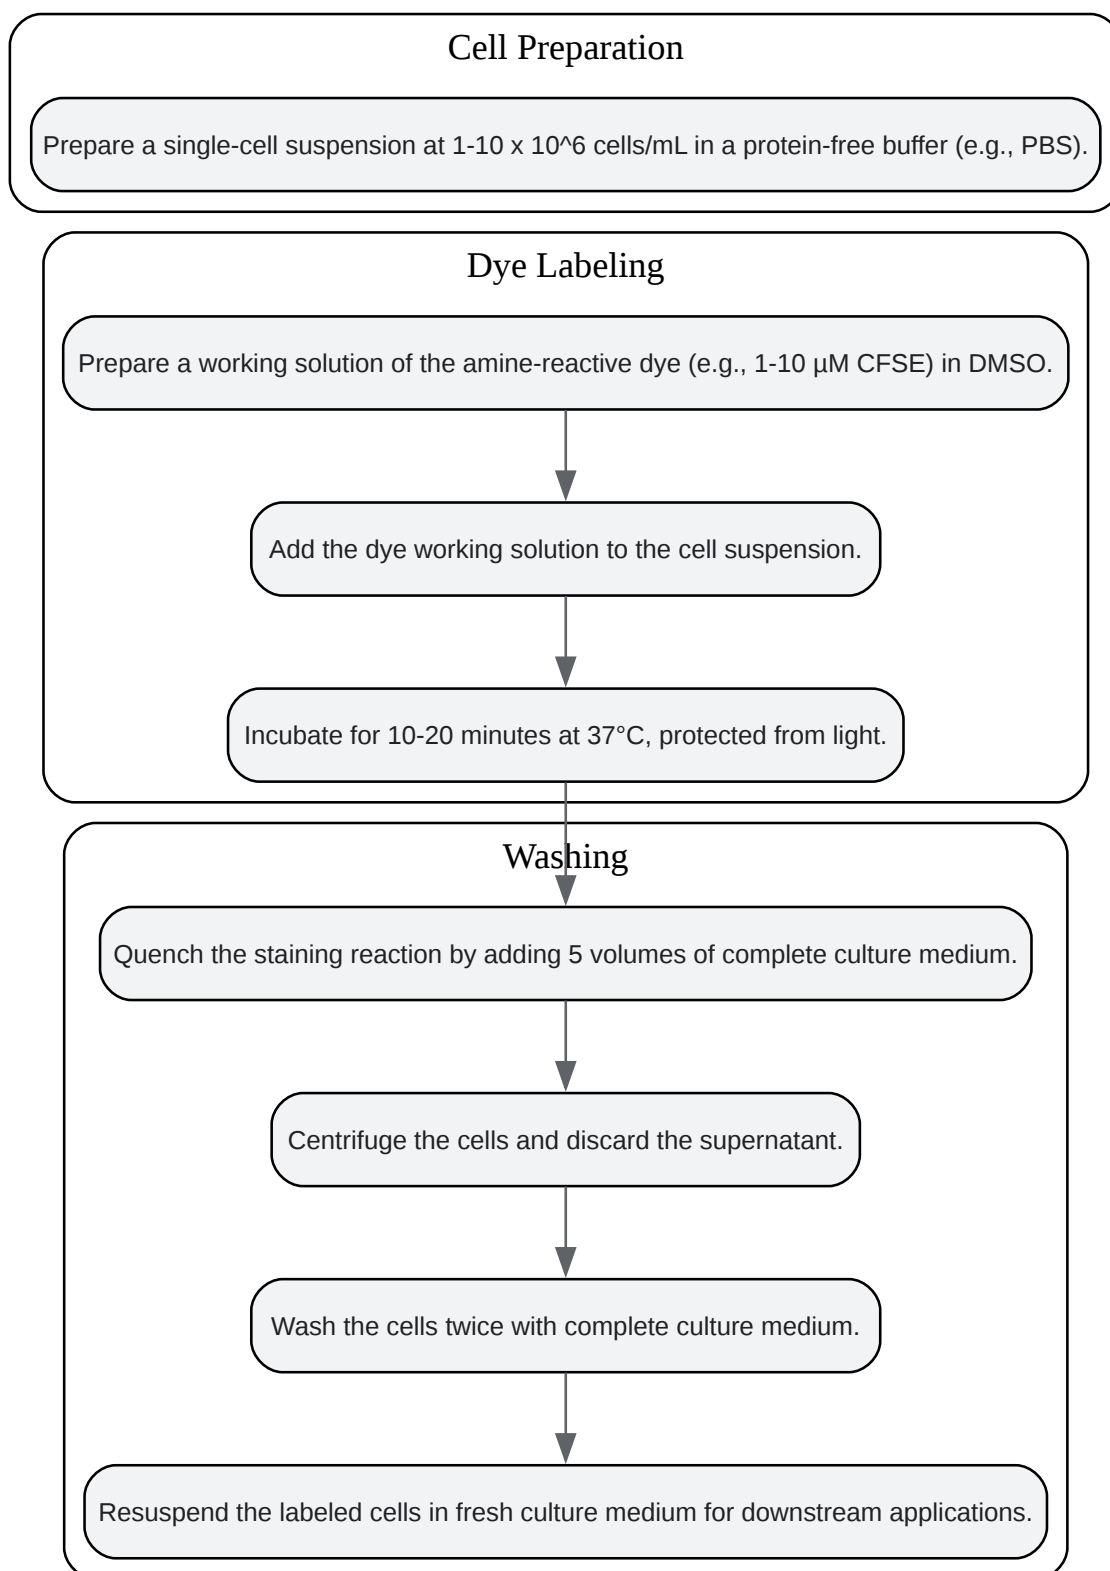 Cell Preparation
Prepare a single-cell suspension at 1-10 x 10^6 cells/mL in a protein-free buffer (e.g., PBS).
Dye Labeling
Prepare a working solution of the amine-reactive dye (e.g., 1-10 µM CFSE) in DMSO.
Add the dye working solution to the cell suspension.
Incubate for 10-20 minutes at 37°C, protected from light.
Washing
Quench the staining reaction by adding 5 volumes of complete culture medium.
Centrifuge the cells and discard the supernatant.
Wash the cells twice with complete culture medium.
Resuspend the labeled cells in fresh culture medium for downstream applications.